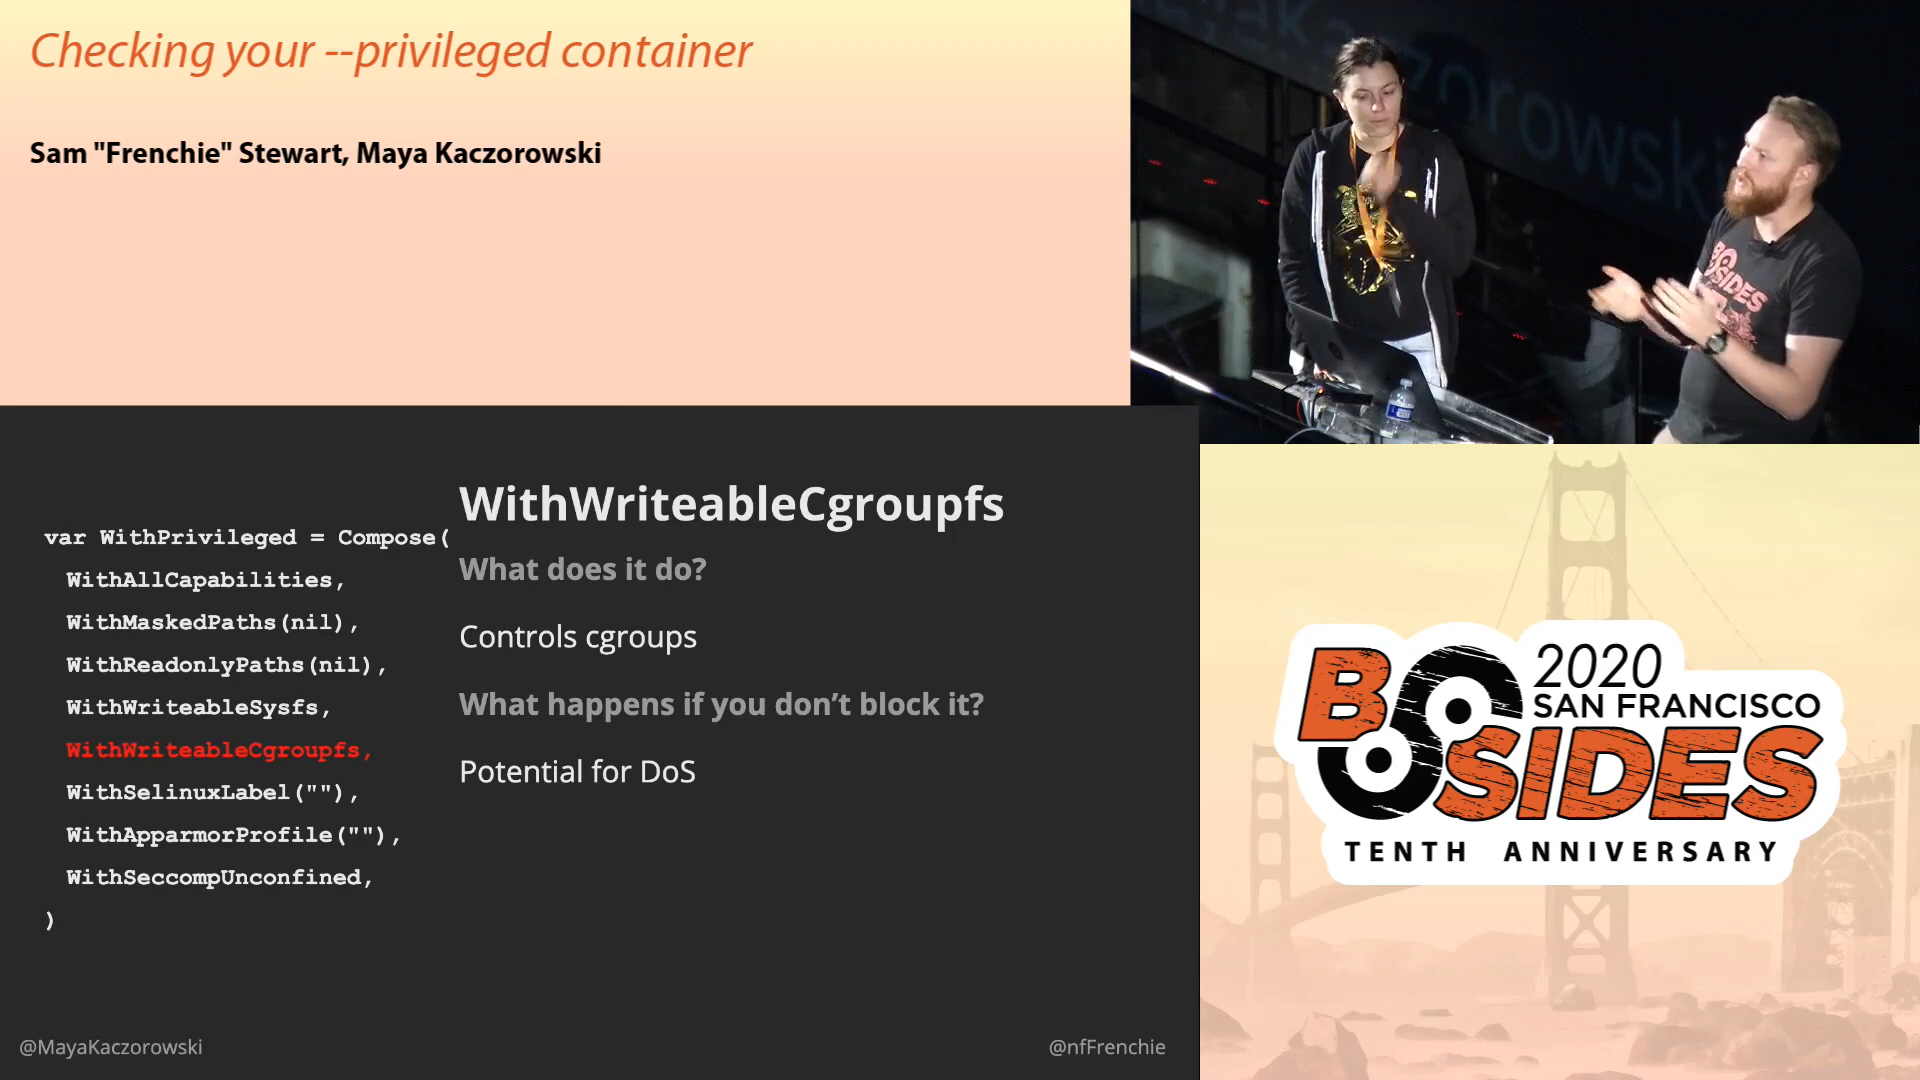 Checking your --privileged container
Sam "Frenchie" Stewart, Maya Kaczorowski
zorowski
BSIDES
var WithPrivileged = Compose(
WithAllCapabilities,
WithMaskedPaths(nil),
WithReadonlyPaths(nil),
WithWriteableSysfs,
WithWriteableCgroupfs,
WithSelinuxLabel(""),
WithApparmorProfile(""),
WithSeccompUnconfined,
)
WithWriteableCgroupfs
What does it do?
Controls cgroups
What happens if you don’t block it?
Potential for DoS
@MayaKaczorowski
@nfFrenchie
2020
SAN FRANCISCO
BSIDES
TENTH ANNIVERSARY